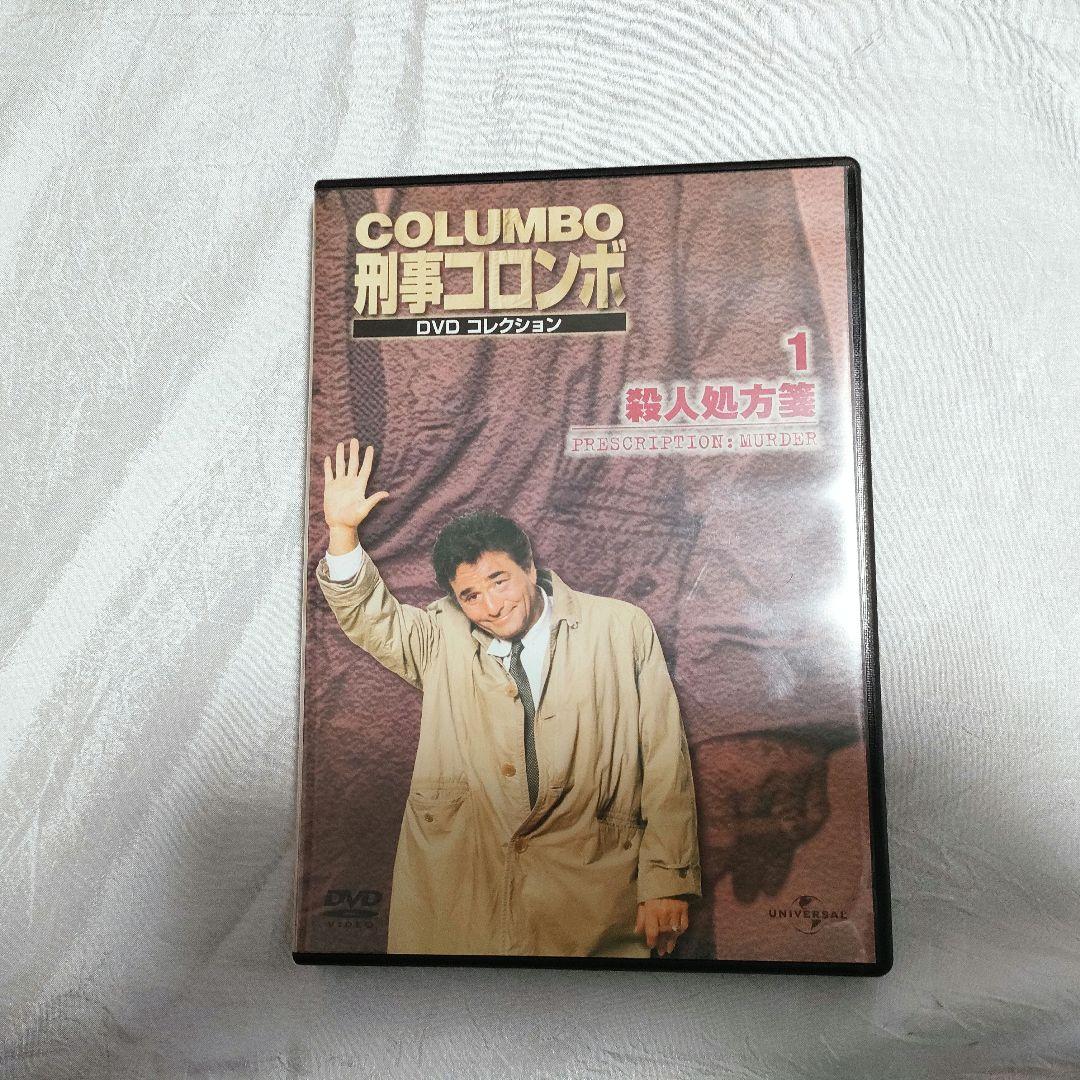 COLUMBO
刑事コロンボ
DVD コレクション
1
殺人処方箋
PRESCRIPTION: MURDER
DVD
VIDEO
UNIVERSAL